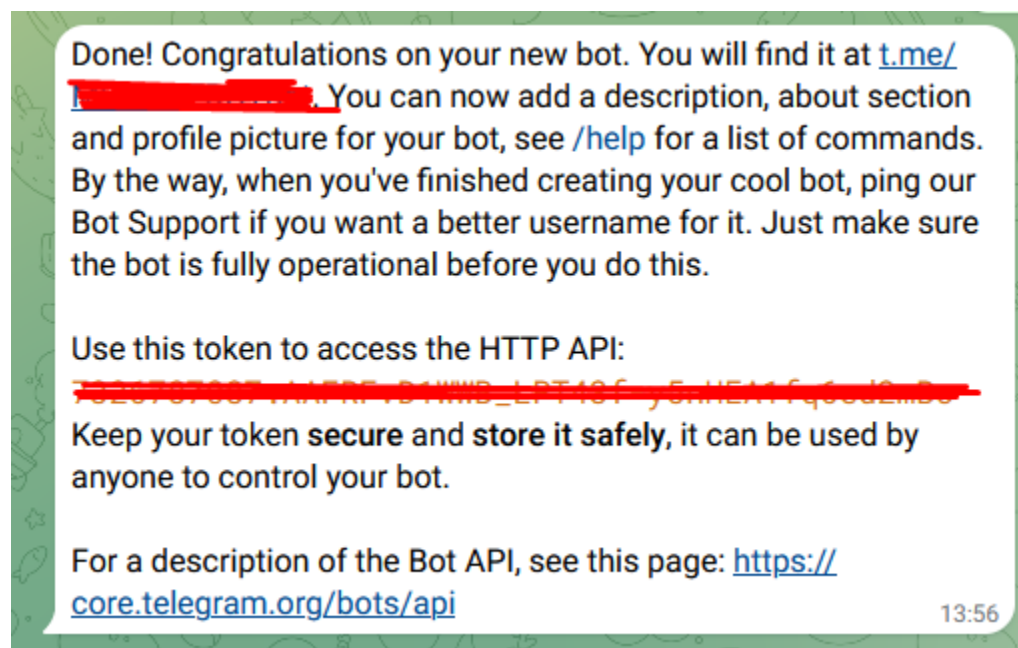 Done! Congratulations on your new bot. You will find it at t.me/
You can now add a description, about section
and profile picture for your bot, see /help for a list of commands.
By the way, when you've finished creating your cool bot, ping our
Bot Support if you want a better username for it. Just make sure
the bot is fully operational before you do this.
Use this token to access the HTTP API:
Keep your token secure and store it safely, it can be used by
anyone to control your bot.
For a description of the Bot API, see this page: https://
core.telegram.org/bots/api
13:56